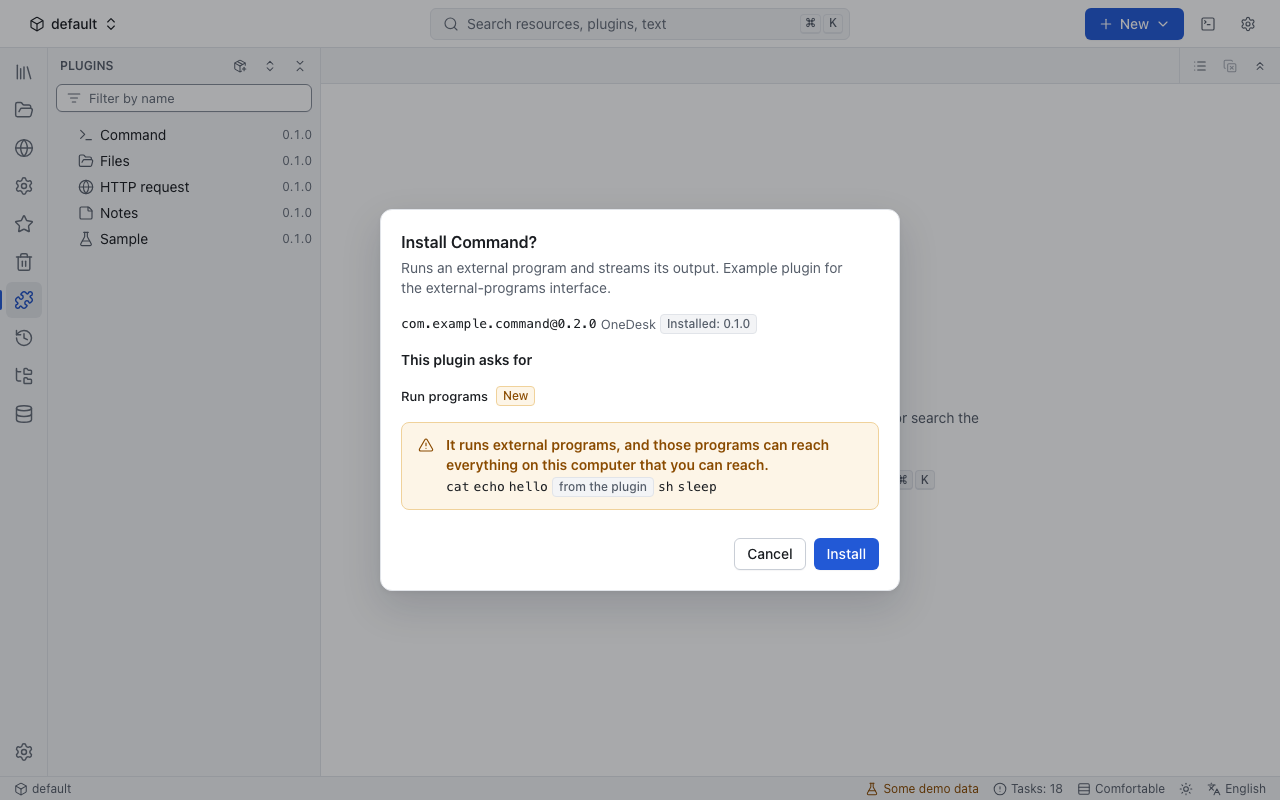 default
Search resources, plugins, text
⌘ K
New
PLUGINS
Filter by name
Command 0.1.0
Files 0.1.0
HTTP request 0.1.0
Notes 0.1.0
Sample 0.1.0
Install Command?
Runs an external program and streams its output. Example plugin for
the external-programs interface.
com.example.command@0.2.0 OneDesk Installed: 0.1.0
This plugin asks for
Run programs New
It runs external programs, and those programs can reach
everything on this computer that you can reach.
cat echo hello from the plugin sh sleep
Cancel Install
or search the
⌘ K
default
Some demo data
Tasks: 18
Comfortable
English